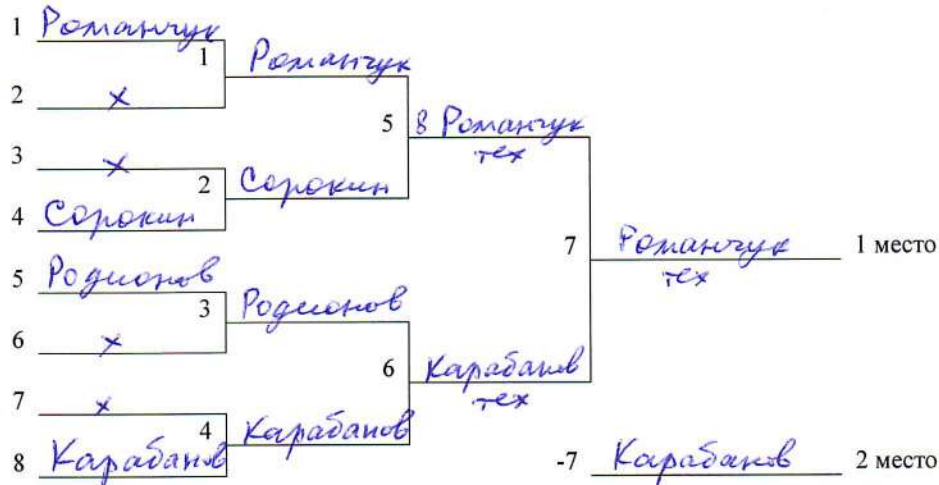 1 Романчук
1 Романчук
2 x
5 8 Романчук
тех
3 x
2 Сорокин
4 Сорокин
7 Романчук 1 место
тех
5 Родионов
3 Родионов
6 x
6 Карабанов
тех
7 x
4 Карабанов
8 Карабанов
-7 Карабанов 2 место